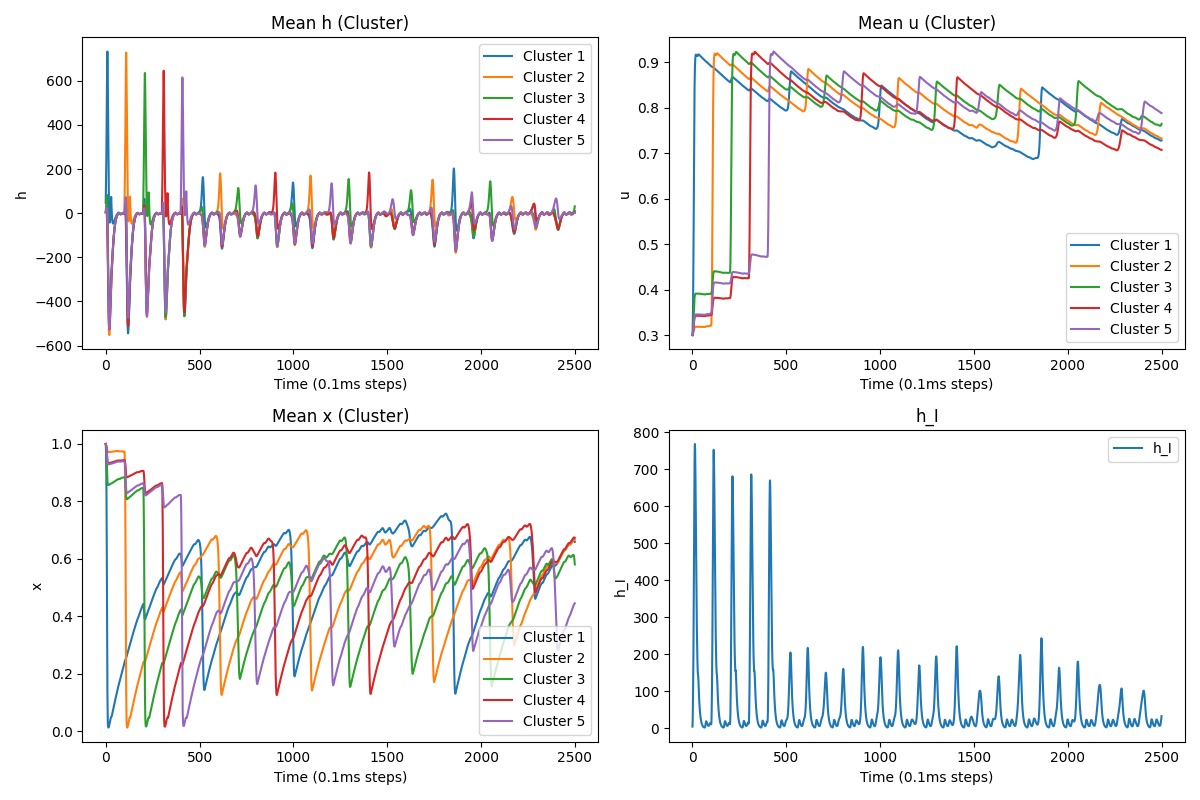 Mean h (Cluster)
h
600
400
200
0
−200
−400
−600
0 500 1000 1500 2000 2500
Time (0.1ms steps)
Cluster 1
Cluster 2
Cluster 3
Cluster 4
Cluster 5
Mean u (Cluster)
u
0.9
0.8
0.7
0.6
0.5
0.4
0.3
0 500 1000 1500 2000 2500
Time (0.1ms steps)
Cluster 1
Cluster 2
Cluster 3
Cluster 4
Cluster 5
Mean x (Cluster)
x
1.0
0.8
0.6
0.4
0.2
0.0
0 500 1000 1500 2000 2500
Time (0.1ms steps)
Cluster 1
Cluster 2
Cluster 3
Cluster 4
Cluster 5
h_I
h_I
800
700
600
500
400
300
200
100
0
0 500 1000 1500 2000 2500
Time (0.1ms steps)
h_I